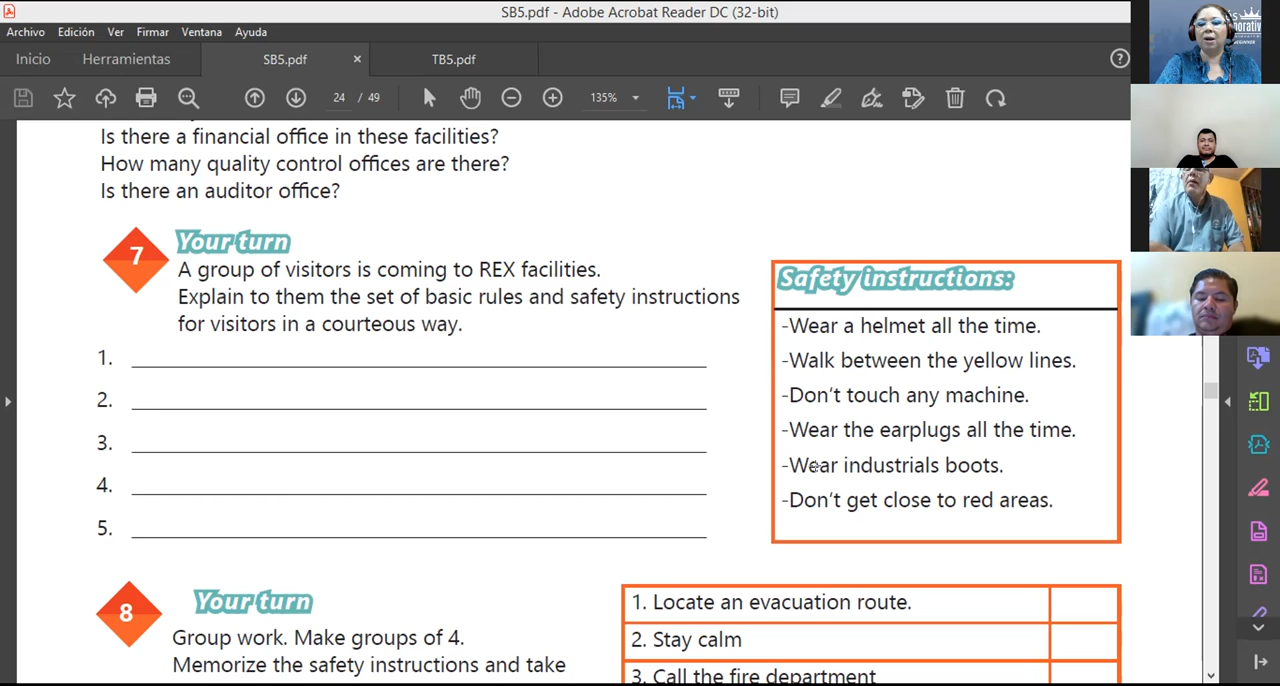 SB5.pdf - Adobe Acrobat Reader DC (32-bit)
Archivo Edición Ver Firmar Ventana Ayuda
Inicio Herramientas SB5.pdf × TB5.pdf
24 / 49 135%
Is there a financial office in these facilities?
How many quality control offices are there?
Is there an auditor office?
7 Your turn
A group of visitors is coming to REX facilities.
Explain to them the set of basic rules and safety instructions
for visitors in a courteous way.
1.
2.
3.
4.
5.
Safety instructions:
-Wear a helmet all the time.
-Walk between the yellow lines.
-Don't touch any machine.
-Wear the earplugs all the time.
-Wear industrials boots.
-Don't get close to red areas.
8 Your turn
Group work. Make groups of 4.
Memorize the safety instructions and take
1. Locate an evacuation route.
2. Stay calm
3. Call the fire department